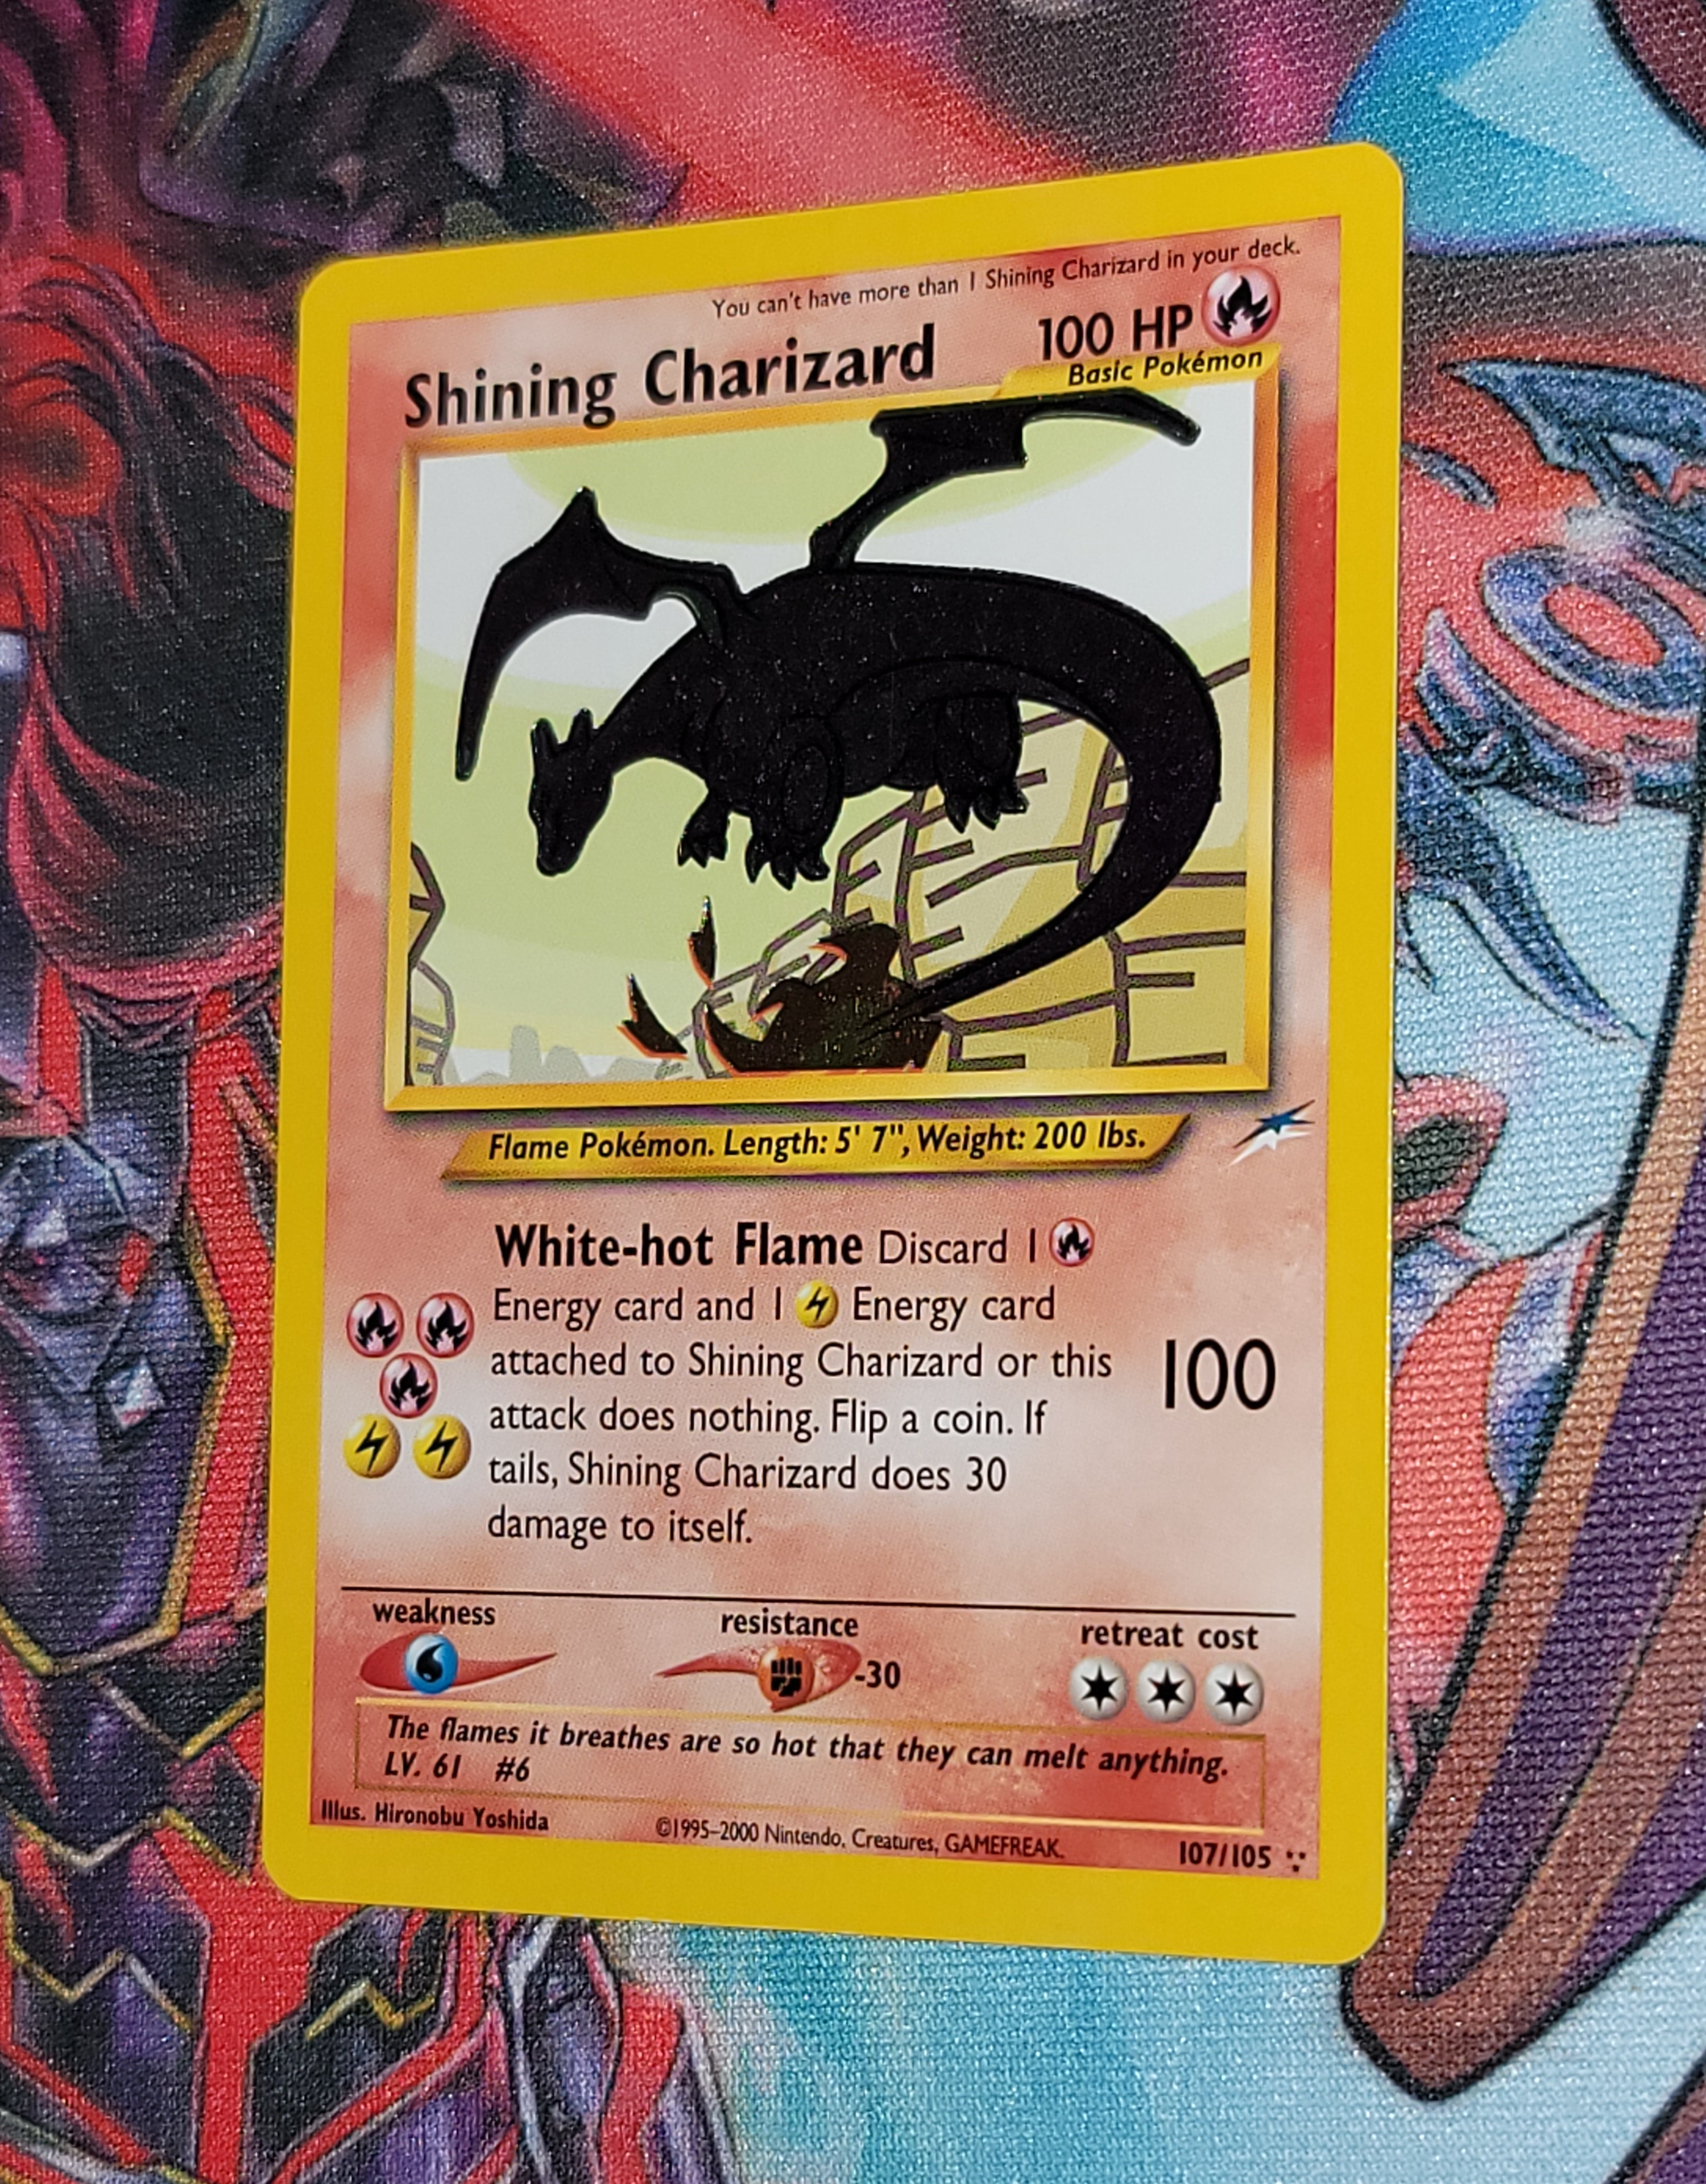 You can't have more than 1 Shining Charizard in your deck.
Shining Charizard
100 HP
Basic Pokémon
Flame Pokémon. Length: 5' 7", Weight: 200 lbs.
White-hot Flame Discard 1
Energy card and 1 Energy card
attached to Shining Charizard or this
attack does nothing. Flip a coin. If
tails, Shining Charizard does 30
damage to itself.
100
weakness
resistance
-30
retreat cost
The flames it breathes are so hot that they can melt anything.
LV. 61 #6
Illus. Hironobu Yoshida
©1995–2000 Nintendo, Creatures, GAMEFREAK.
107/105